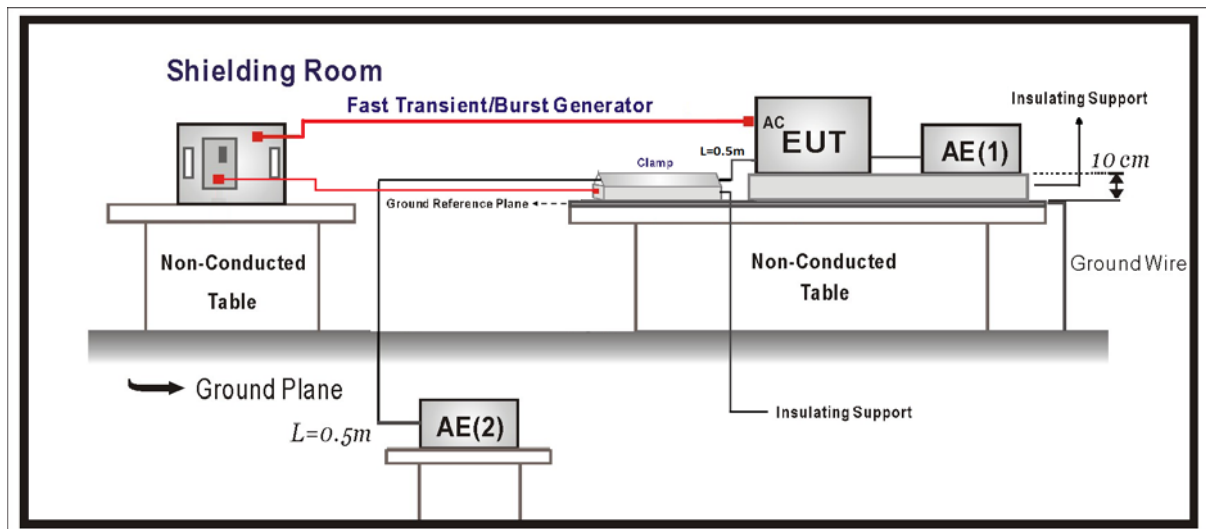 Shielding Room
Fast Transient/Burst Generator
Insulating Support
AC
EUT
AE(1)
L=0.5m
10 cm
Clamp
Ground Reference Plane
Non-Conducted
Table
Non-Conducted
Table
Ground Wire
Ground Plane
Insulating Support
L=0.5m
AE(2)